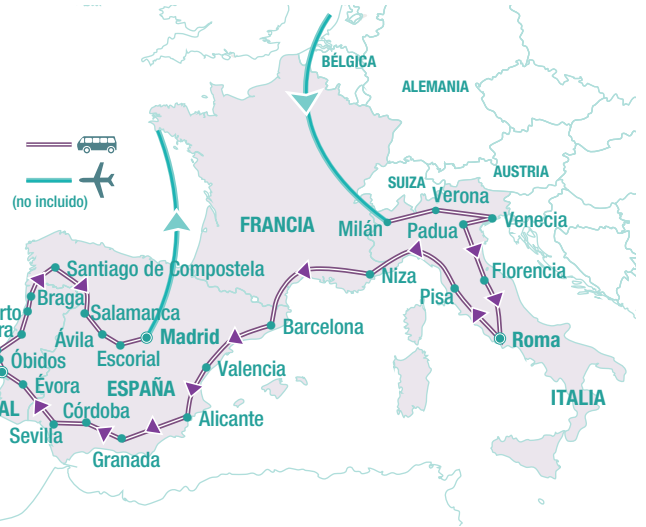 BÉLGICA
ALEMANIA
(no incluido)
AUSTRIA
SUIZA
Verona
FRANCIA
Milán
Padua
Venecia
Santiago de Compostela
Niza
Florencia
Braga
Pisa
Salamanca
Barcelona
Ávila
Madrid
Roma
Óbidos
Escorial
Valencia
Évora
ESPAÑA
ITALIA
Córdoba
Alicante
Sevilla
Granada